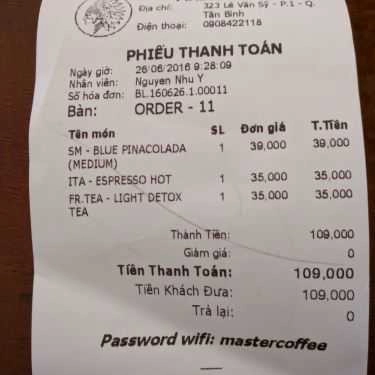 Địa chỉ: 323 Lê Văn Sỹ - P.1 - Q.
Tân Bình
Điện thoại: 0908422118
PHIẾU THANH TOÁN
Ngày giờ: 26/06/2016 9:28:09
Nhân viên: Nguyen Nhu Y
Số hóa đơn: BL.160626.1.00011
Bàn: ORDER - 11
Tên món SL Đơn giá T.Tiền
SM - BLUE PINACOLADA 1 39,000 39,000
(MEDIUM)
ITA - ESPRESSO HOT 1 35,000 35,000
FR.TEA - LIGHT DETOX 1 35,000 35,000
TEA
Thành Tiền: 109,000
Giảm giá: 0
Tiền Thanh Toán: 109,000
Tiền Khách Đưa: 109,000
Trả lại: 0
Password wifi: mastercoffee